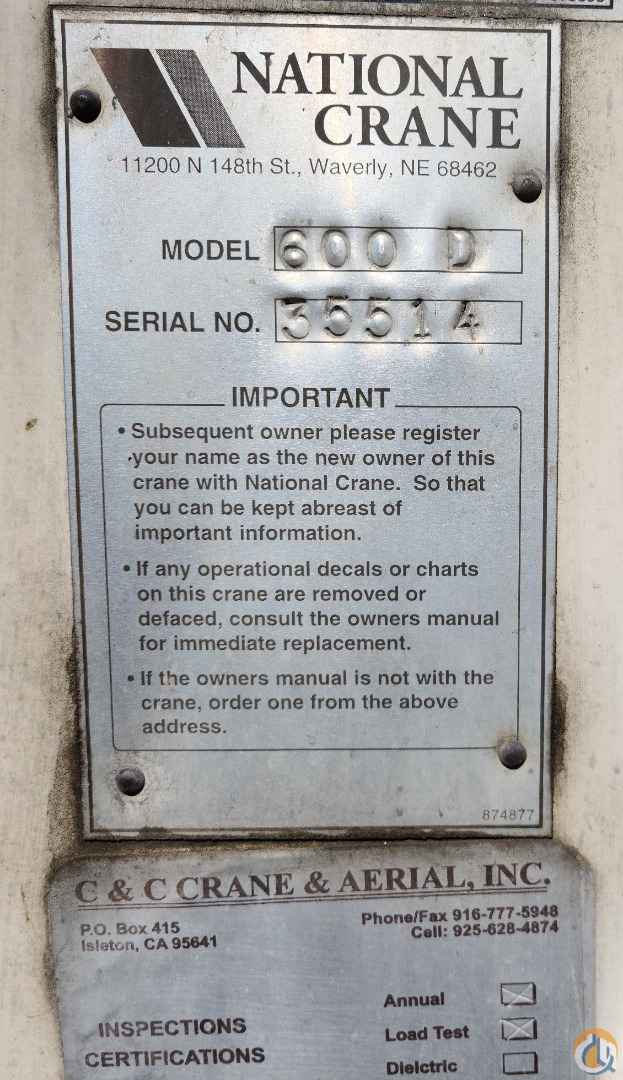 NATIONAL
CRANE
11200 N 148th St., Waverly, NE 68462
MODEL 600 D
SERIAL NO. 35514
IMPORTANT
• Subsequent owner please register
your name as the new owner of this
crane with National Crane. So that
you can be kept abreast of
important information.
• If any operational decals or charts
on this crane are removed or
defaced, consult the owners manual
for immediate replacement.
• If the owners manual is not with the
crane, order one from the above
address.
874877
C & C CRANE & AERIAL, INC.
P.O. Box 415 Phone/Fax 916-777-5948
Isleton, CA 95641 Cell: 925-628-4874
Annual
INSPECTIONS Load Test
CERTIFICATIONS Dielctric